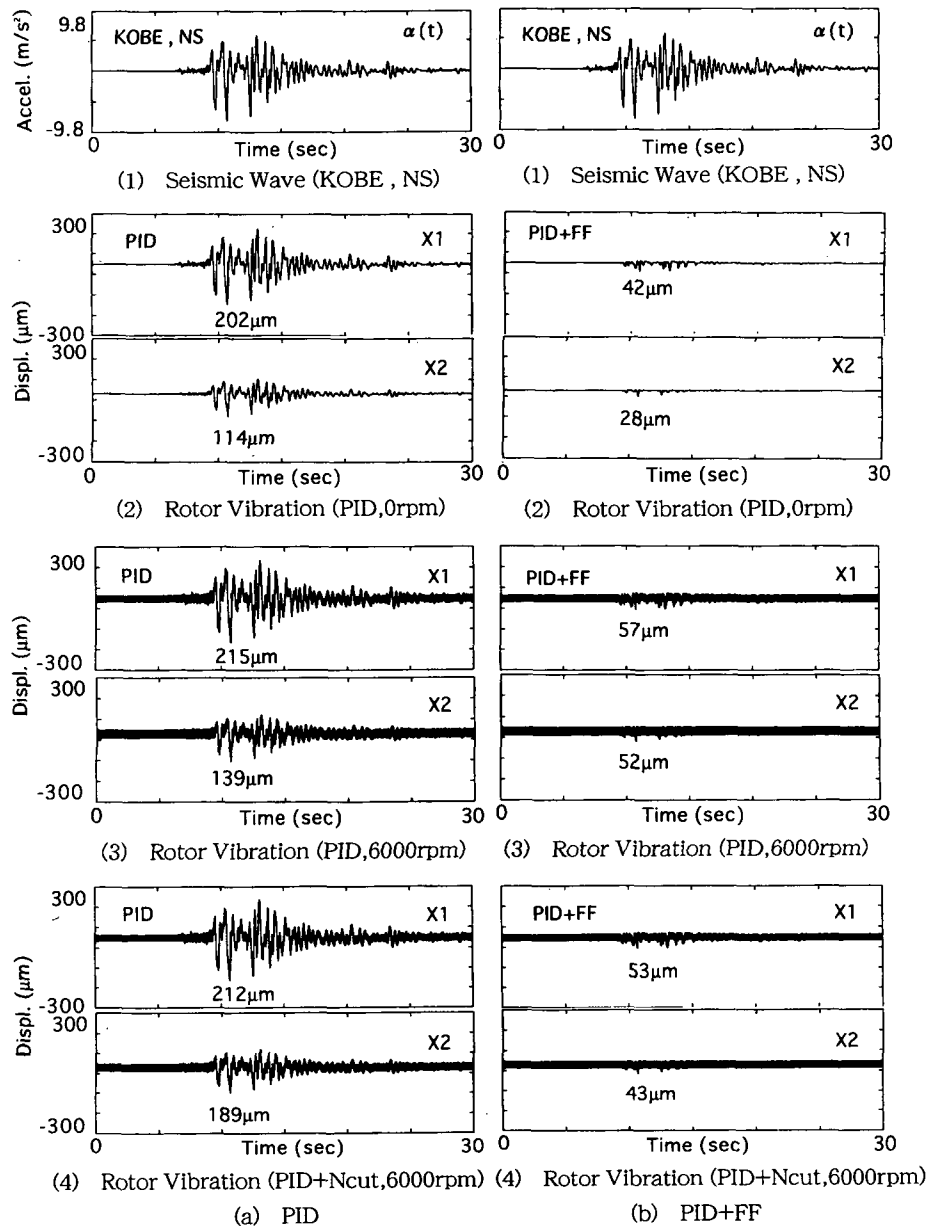 9.8
KOBE , NS
α(t)
Accel. (m/s²)
-9.8
0
30
Time (sec)
(1) Seismic Wave (KOBE , NS)
KOBE , NS
α(t)
0
30
Time (sec)
(1) Seismic Wave (KOBE , NS)
300
PID
X1
202μm
-300
Displ. (μm)
300
X2
114μm
-300
0
30
Time (sec)
(2) Rotor Vibration (PID,0rpm)
PID+FF
X1
42μm
X2
28μm
0
30
Time (sec)
(2) Rotor Vibration (PID,0rpm)
300
PID
X1
215μm
-300
Displ. (μm)
300
X2
139μm
-300
0
30
Time (sec)
(3) Rotor Vibration (PID,6000rpm)
PID+FF
X1
57μm
X2
52μm
0
30
Time (sec)
(3) Rotor Vibration (PID,6000rpm)
300
PID
X1
212μm
-300
Displ. (μm)
300
X2
189μm
-300
0
30
Time (sec)
(4) Rotor Vibration (PID+Ncut,6000rpm)
(a) PID
PID+FF
X1
53μm
X2
43μm
0
30
Time (sec)
(4) Rotor Vibration (PID+Ncut,6000rpm)
(b) PID+FF